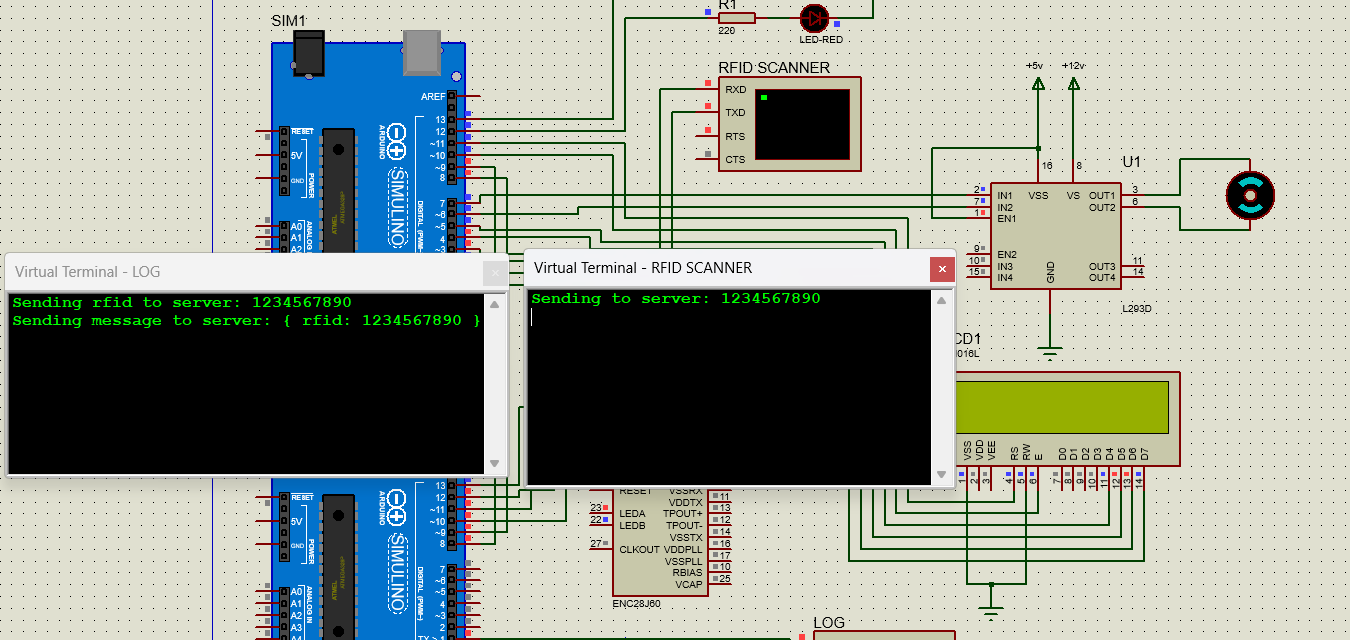 SIM1
R1
220
LED-RED
RFID SCANNER
RXD
TXD
RTS
CTS
+5v
+12v
AREF
13
12
~11
~10
~9
8
7
~6
~5
4
~3
RESET
5V
GND
POWER
A0
A1
A2
ANALOG
ARDUINO
SIMULINO
ATMEL
DIGITAL (PWM~
16
8
U1
2
7
1
IN1
IN2
EN1
VSS
VS
OUT1
OUT2
3
6
9
10
15
EN2
IN3
IN4
GND
OUT3
OUT4
11
14
L293D
Virtual Terminal - LOG
Sending rfid to server: 1234567890
Sending message to server: { rfid: 1234567890 }
Virtual Terminal - RFID SCANNER
Sending to server: 1234567890
CD1
016L
VSS
VDD
VEE
RS
RW
E
D0
D1
D2
D3
D4
D5
D6
D7
1
2
3
4
5
6
7
8
9
10
11
12
13
14
13
12
~11
~10
~9
8
7
~6
~5
4
~3
2
TX > 1
RESET
5V
GND
POWER
A0
A1
A2
A3
A4
ANALOG IN
ARDUINO
SIMULINO
ATMEL
DIGITAL (PWM~)
RESET
23
22
27
LEDA
LEDB
CLKOUT
VSSRX
VDDTX
TPOUT+
TPOUT-
VSSTX
VDDPLL
VSSPLL
RBIAS
VCAP
11
13
12
14
16
17
10
25
ENC28J60
LOG